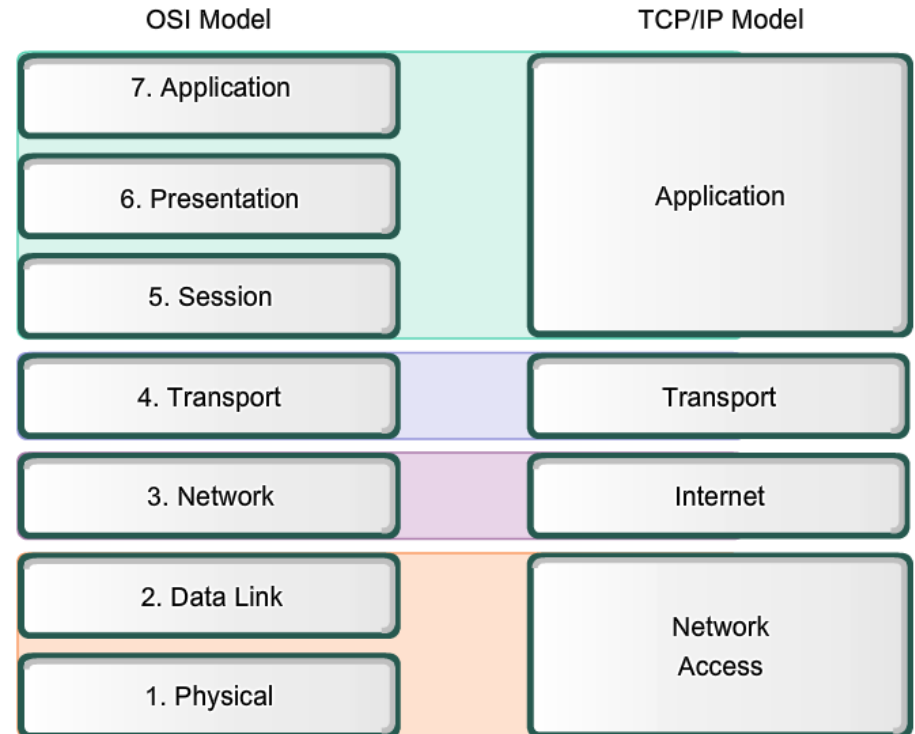 OSI Model
TCP/IP Model
7. Application
6. Presentation
5. Session
Application
4. Transport
Transport
3. Network
Internet
2. Data Link
1. Physical
Network
Access